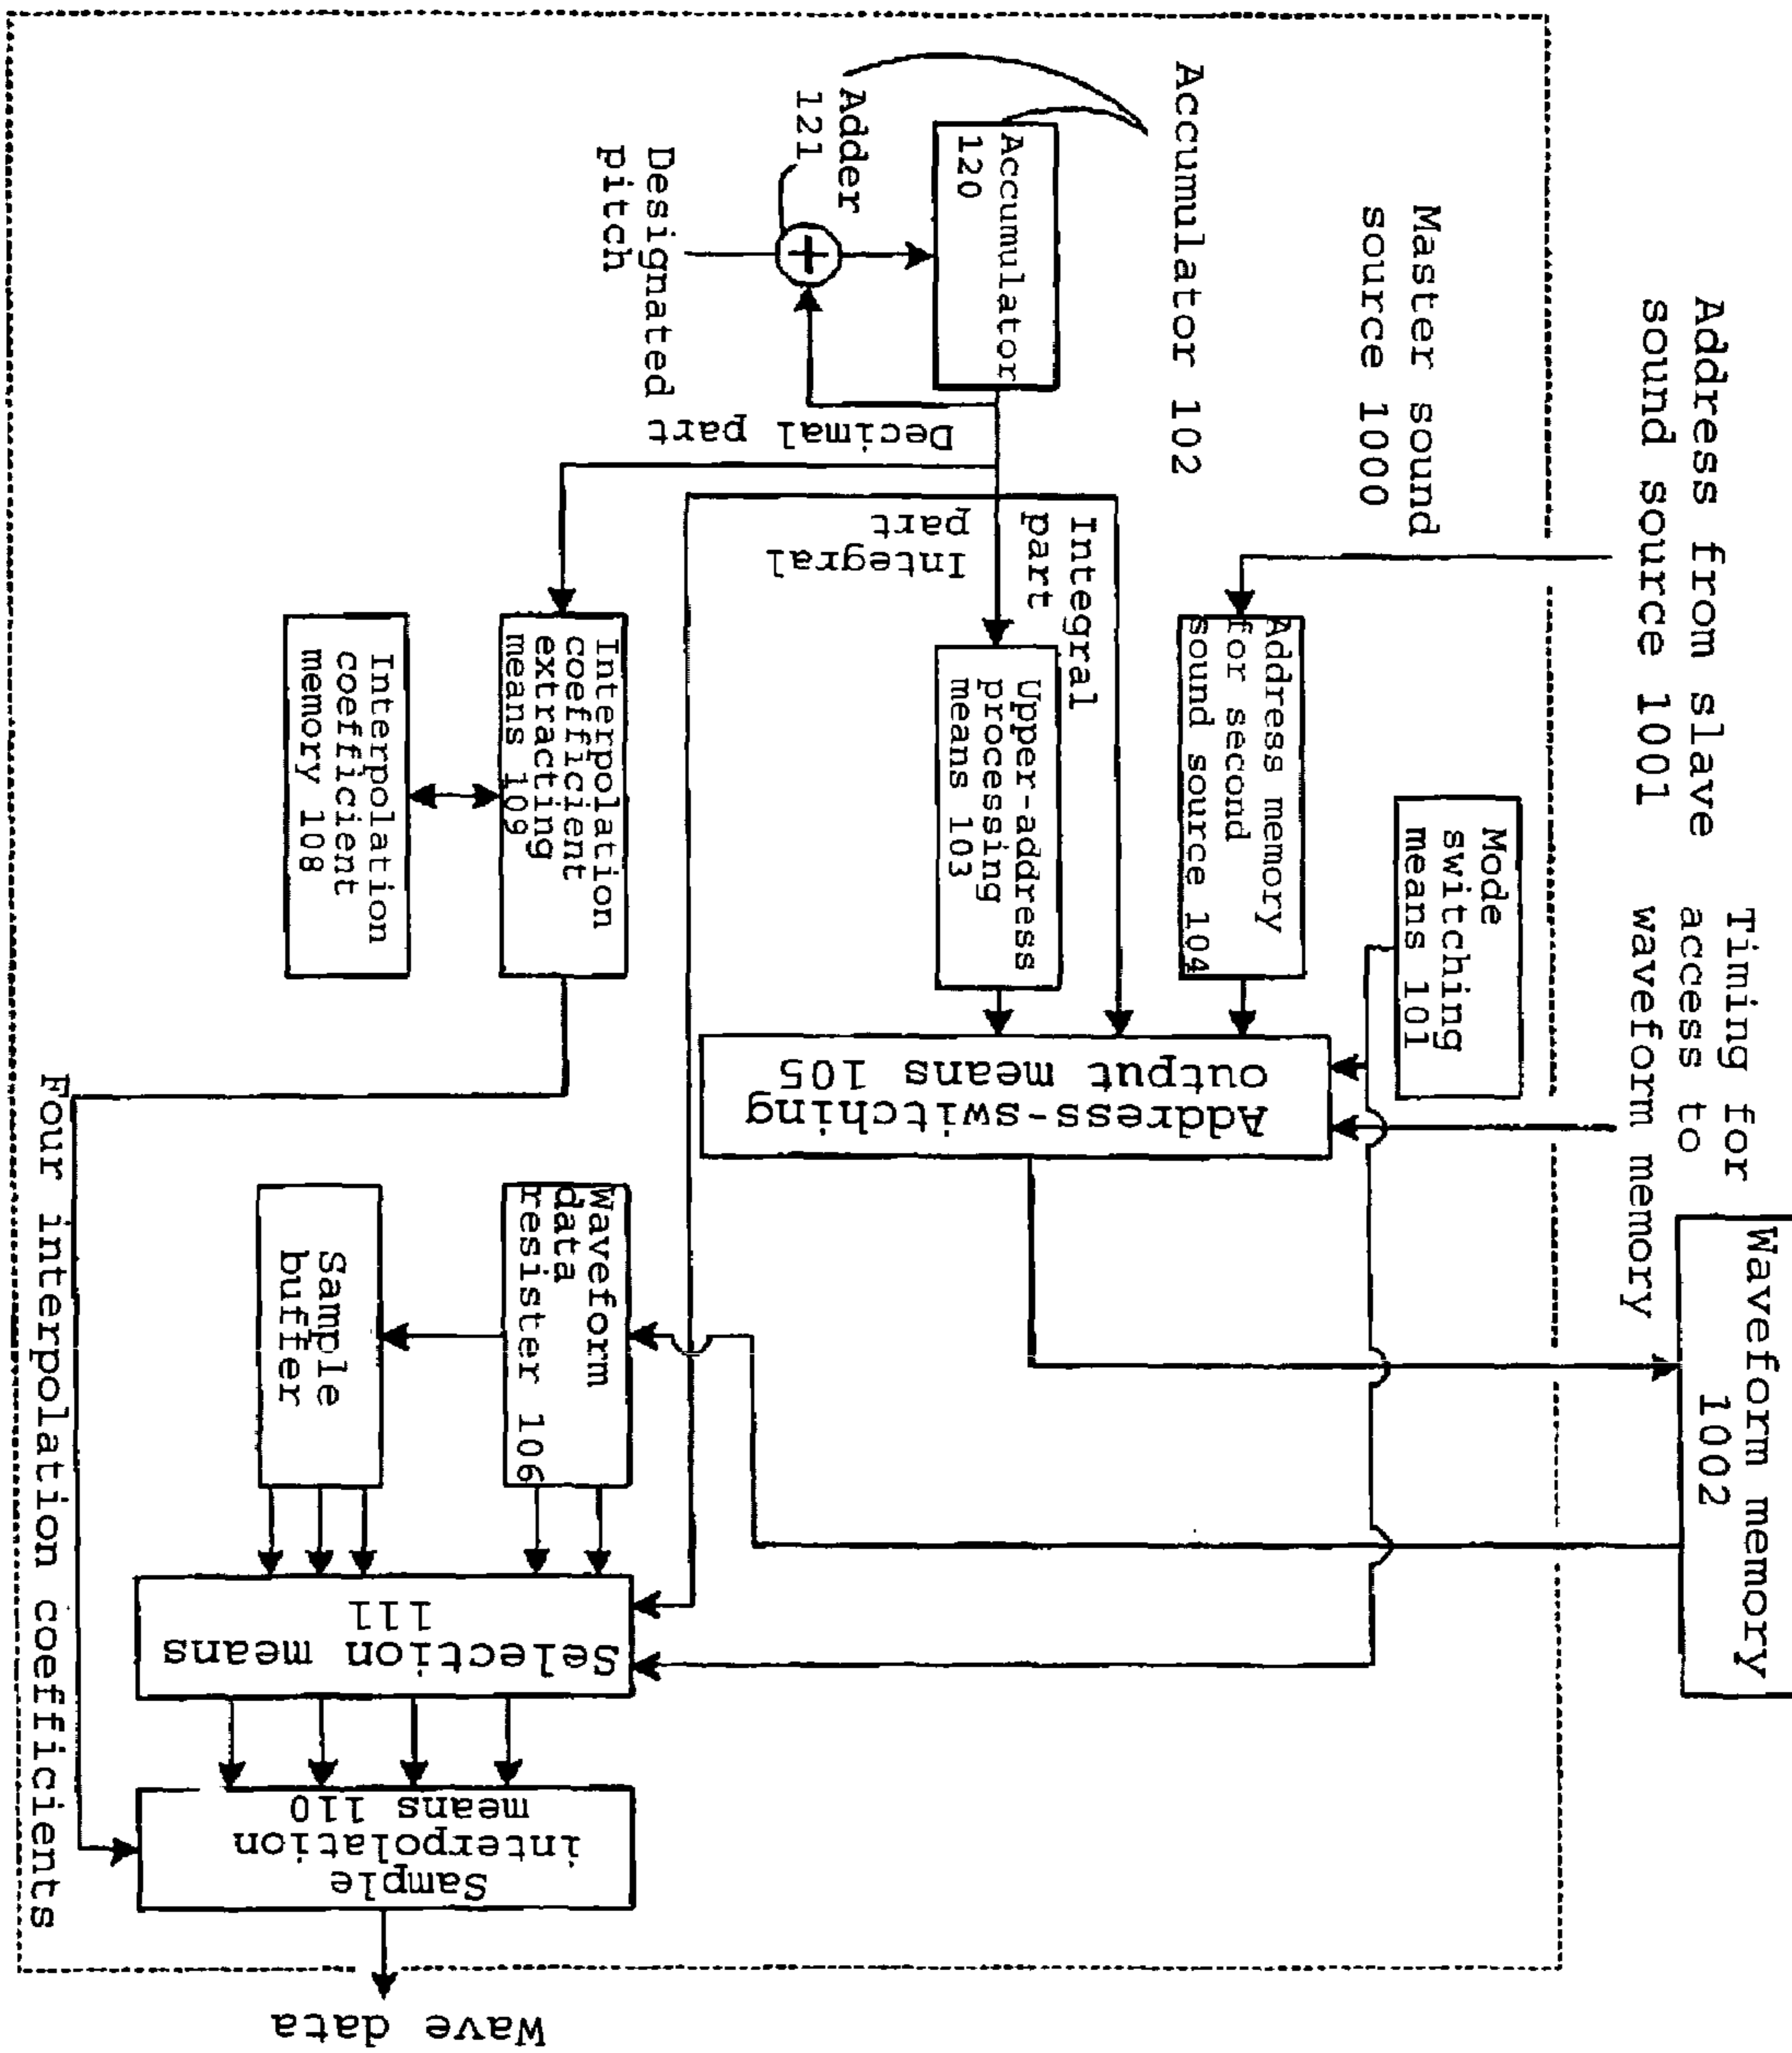 Address from slave
sound source 1001
Timing for
access to
waveform memory
Waveform memory
1002
Master sound
source 1000
Mode
switching
means 101
Accumulator 102
Address memory
for second
sound source 104
Accumulator
120
Integral
part
Upper-address
processing
means 103
Address-switching
output means 105
Adder
121
Decimal part
Integral
part
Designated
pitch
Interpolation
coefficient
extracting
means 109
Waveform
data
resister 106
Selection means
111
Sample
interpolation
means 110
Interpolation
coefficient
memory 108
Sample
buffer
Wave data
Four interpolation coefficients